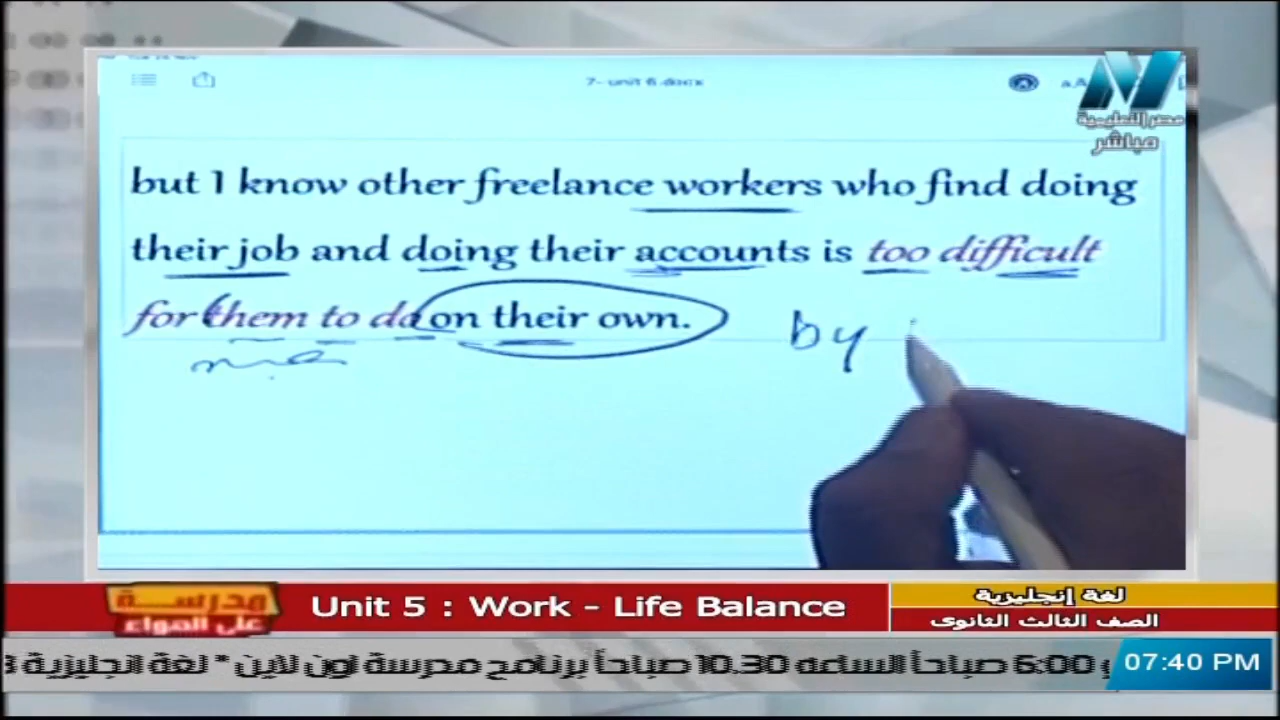 7- unit 6.docx
مصر التعليمية
مباشر
but I know other freelance workers who find doing
their job and doing their accounts is too difficult
for them to do on their own.
by
مدرسة
على الهواء
Unit 5 : Work - Life Balance
لغة إنجليزية
الصف الثالث الثانوى
6:00 صباحاً الساعه 10.30 صباحاً برنامج مدرسة اون لاين " لغة انجليزية
07:40 PM